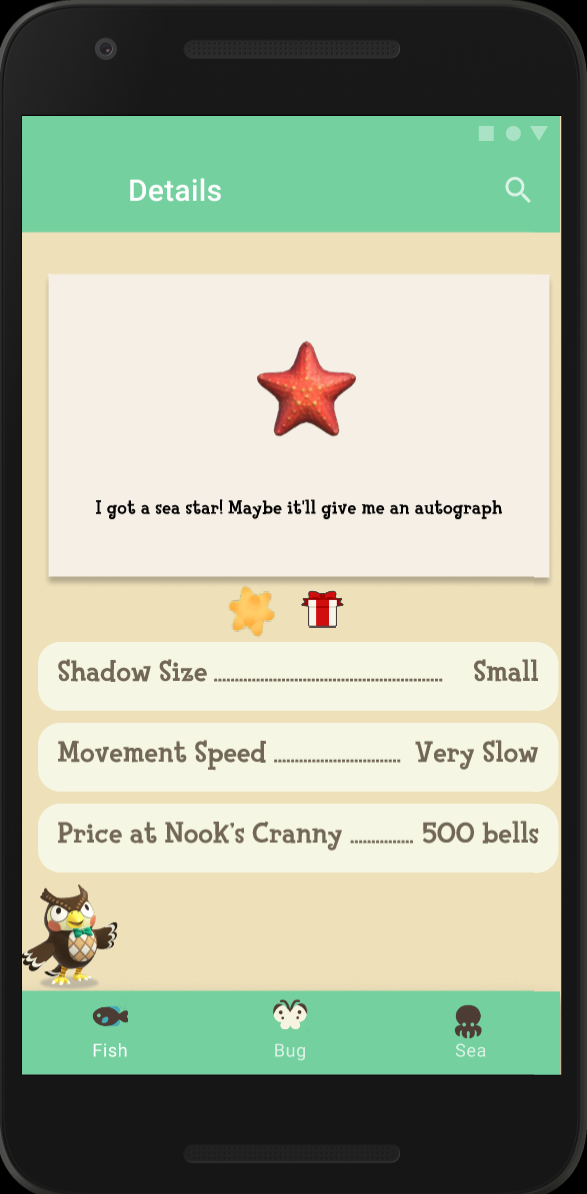 Details
I got a sea star! Maybe it'll give me an autograph
Shadow Size ...................................................... Small
Movement Speed .............................. Very Slow
Price at Nook's Cranny ............... 500 bells
Fish Bug Sea